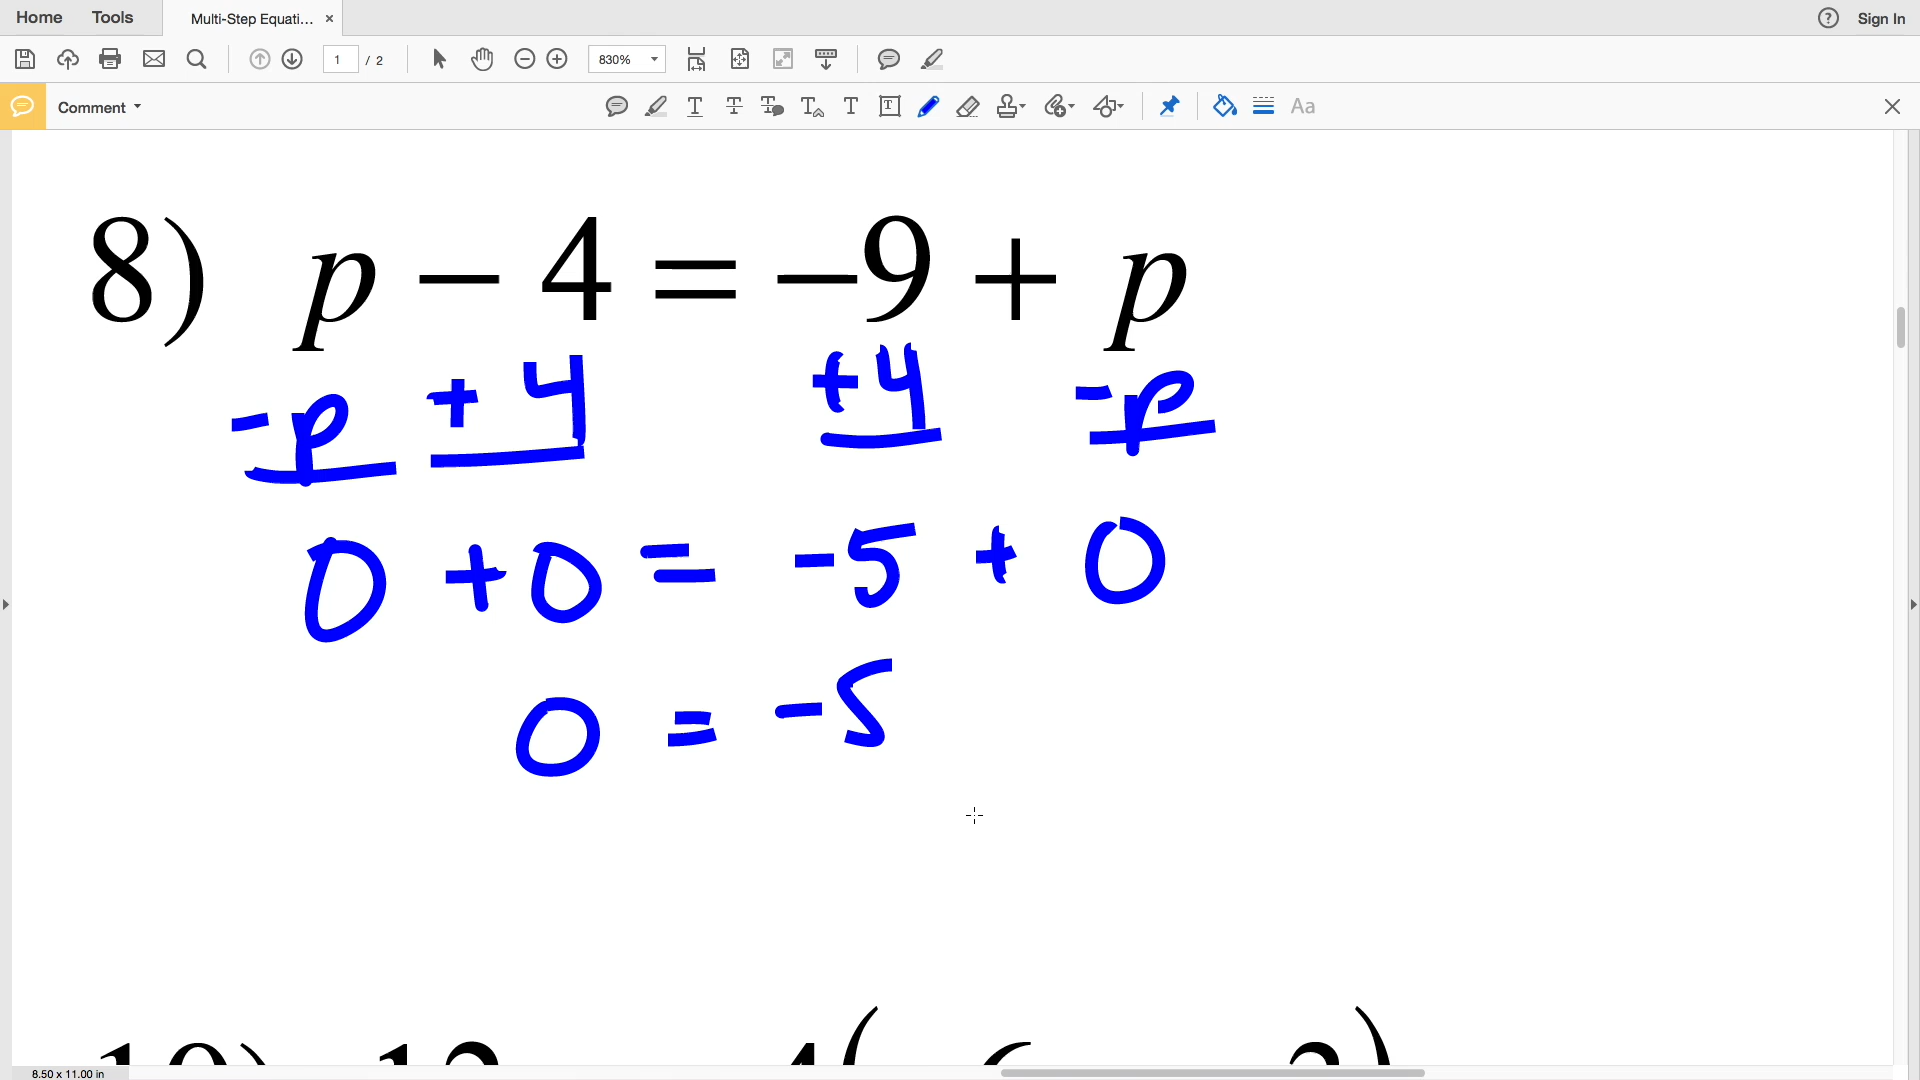 Home Tools Multi-Step Equati... × ? Sign In
1 / 2 830%
Comment T T T T T T Aa
8) p − 4 = −9 + p
-p + 4 +4 -p
0 + 0 = -5 + 0
0 = -5
8.50 x 11.00 in